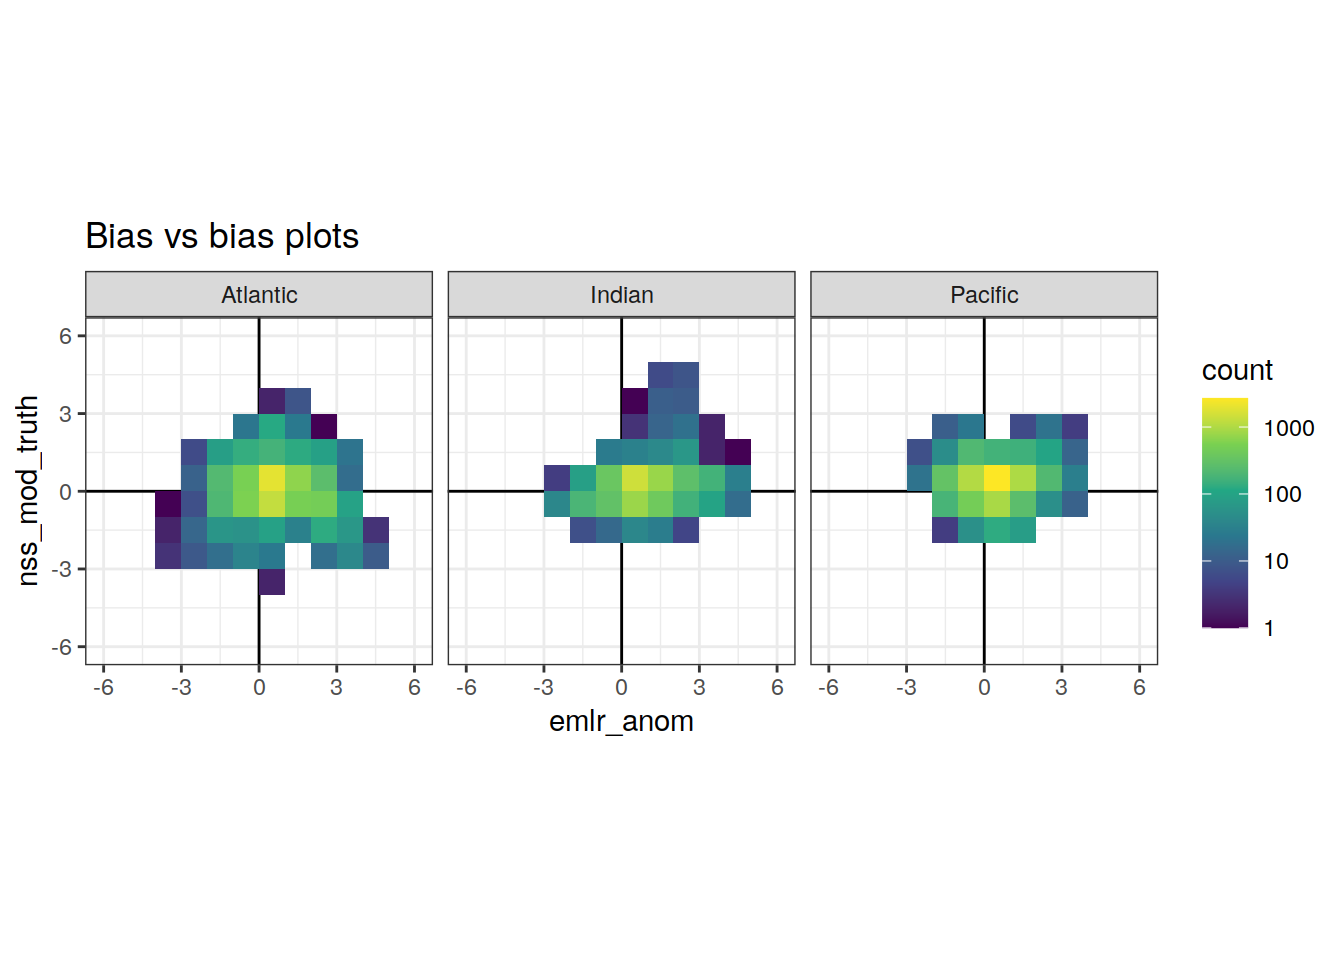 Bias vs bias plots
Atlantic Indian Pacific
nss_mod_truth
6
3
0
-3
-6
-6 -3 0 3 6 -6 -3 0 3 6 -6 -3 0 3 6
emlr_anom
count
1000
100
10
1